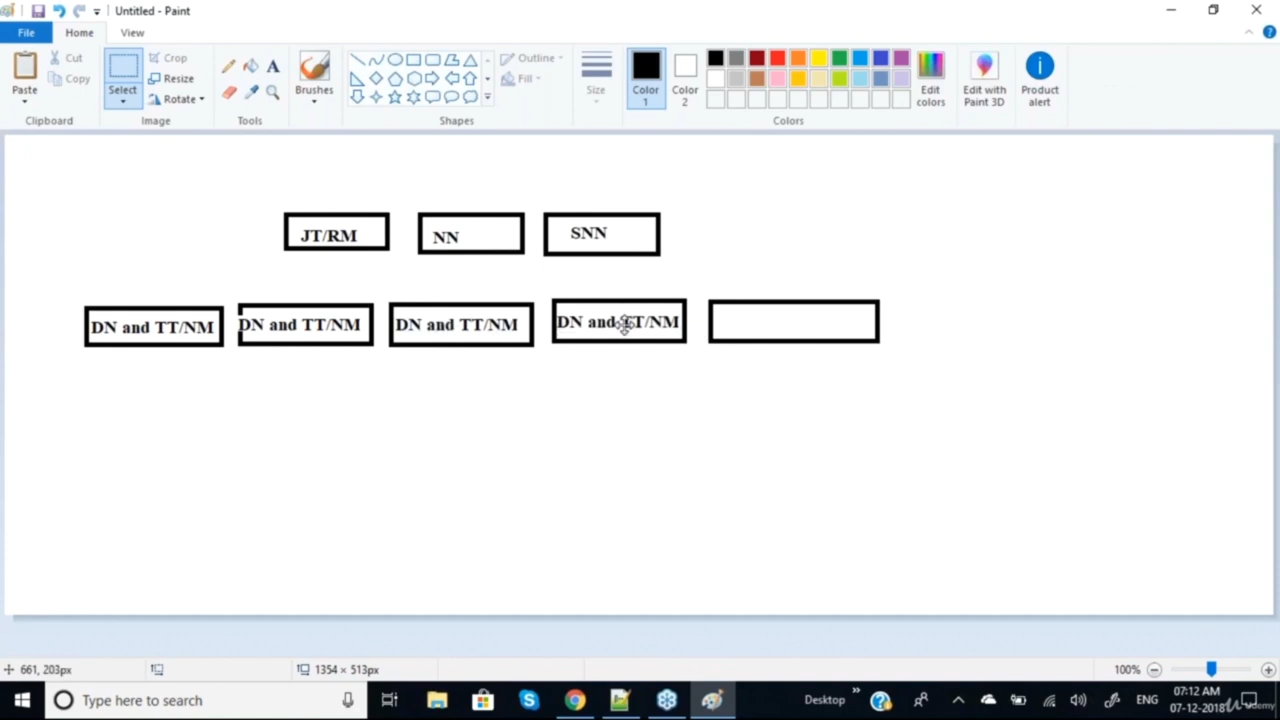 Untitled - Paint
File
Home
View
Paste
Cut
Copy
Clipboard
Select
Crop
Resize
Rotate
Image
Tools
Brushes
Outline
Fill
Shapes
Size
Color 1
Color 2
Edit colors
Colors
Edit with Paint 3D
Product alert
JT/RM
NN
SNN
DN and TT/NM
DN and TT/NM
DN and TT/NM
DN and TT/NM
661, 203px
1354 × 513px
100%
Type here to search
Desktop
ENG
07:12 AM
07-12-2018
Udemy